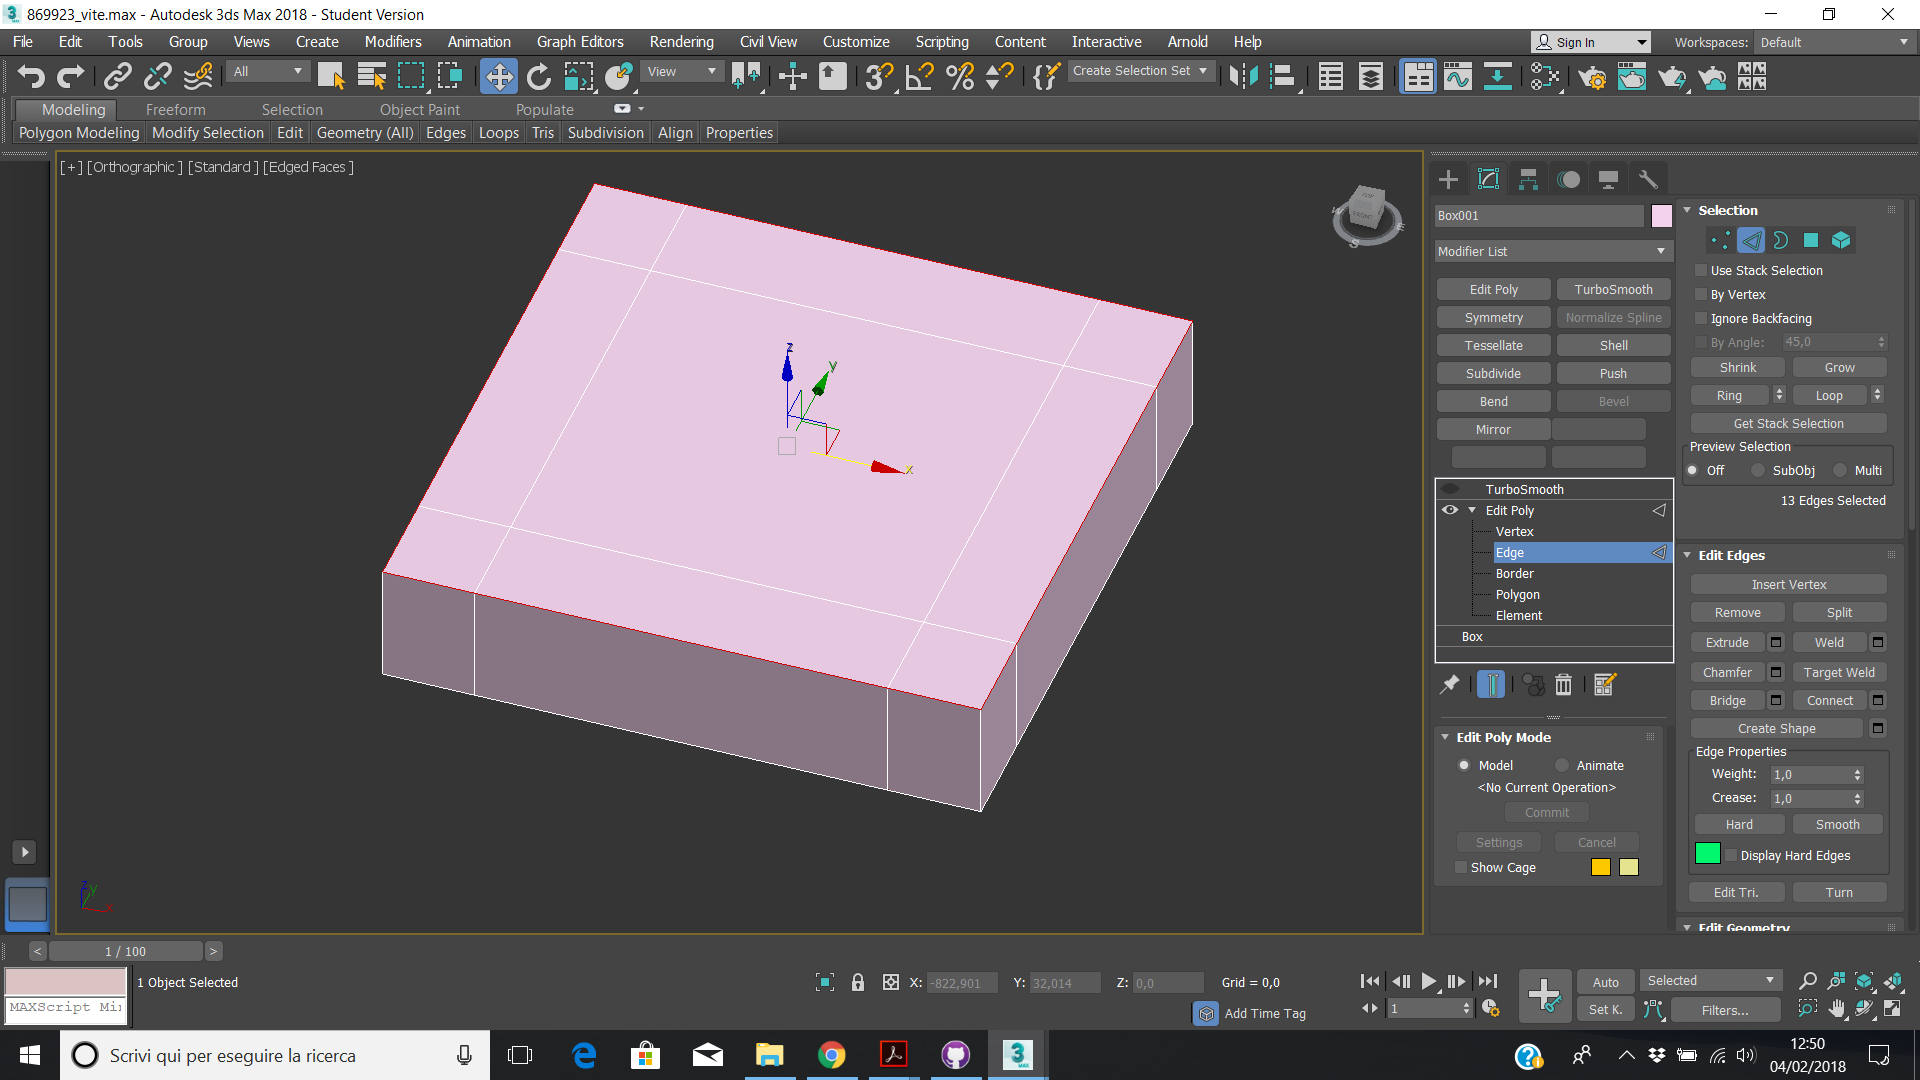 869923_vite.max - Autodesk 3ds Max 2018 - Student Version
File Edit Tools Group Views Create Modifiers Animation Graph Editors Rendering Civil View Customize Scripting Content Interactive Arnold Help Sign In Workspaces: Default
All View Create Selection Set
Modeling Freeform Selection Object Paint Populate
Polygon Modeling Modify Selection Edit Geometry (All) Edges Loops Tris Subdivision Align Properties
[+] [Orthographic ] [Standard ] [Edged Faces ]
TOP
FRONT
W
S
E
z
y
x
z y
x
Box001
Modifier List
Edit Poly TurboSmooth
Symmetry Normalize Spline
Tessellate Shell
Subdivide Push
Bend Bevel
Mirror
TurboSmooth
Edit Poly
Vertex
Edge
Border
Polygon
Element
Box
Edit Poly Mode
Model Animate
<No Current Operation>
Commit
Settings Cancel
Show Cage
Selection
Use Stack Selection
By Vertex
Ignore Backfacing
By Angle: 45,0
Shrink Grow
Ring Loop
Get Stack Selection
Preview Selection
Off SubObj Multi
13 Edges Selected
Edit Edges
Insert Vertex
Remove Split
Extrude Weld
Chamfer Target Weld
Bridge Connect
Create Shape
Edge Properties
Weight: 1,0
Crease: 1,0
Hard Smooth
Display Hard Edges
Edit Tri. Turn
Edit Geometry
< 1 / 100 >
MAXScript Mi
1 Object Selected
X: -822,901 Y: 32,014 Z: 0,0 Grid = 0,0
Add Time Tag
1
Auto Selected
Set K. Filters...
Scrivi qui per eseguire la ricerca
3
MAX
12:50
04/02/2018